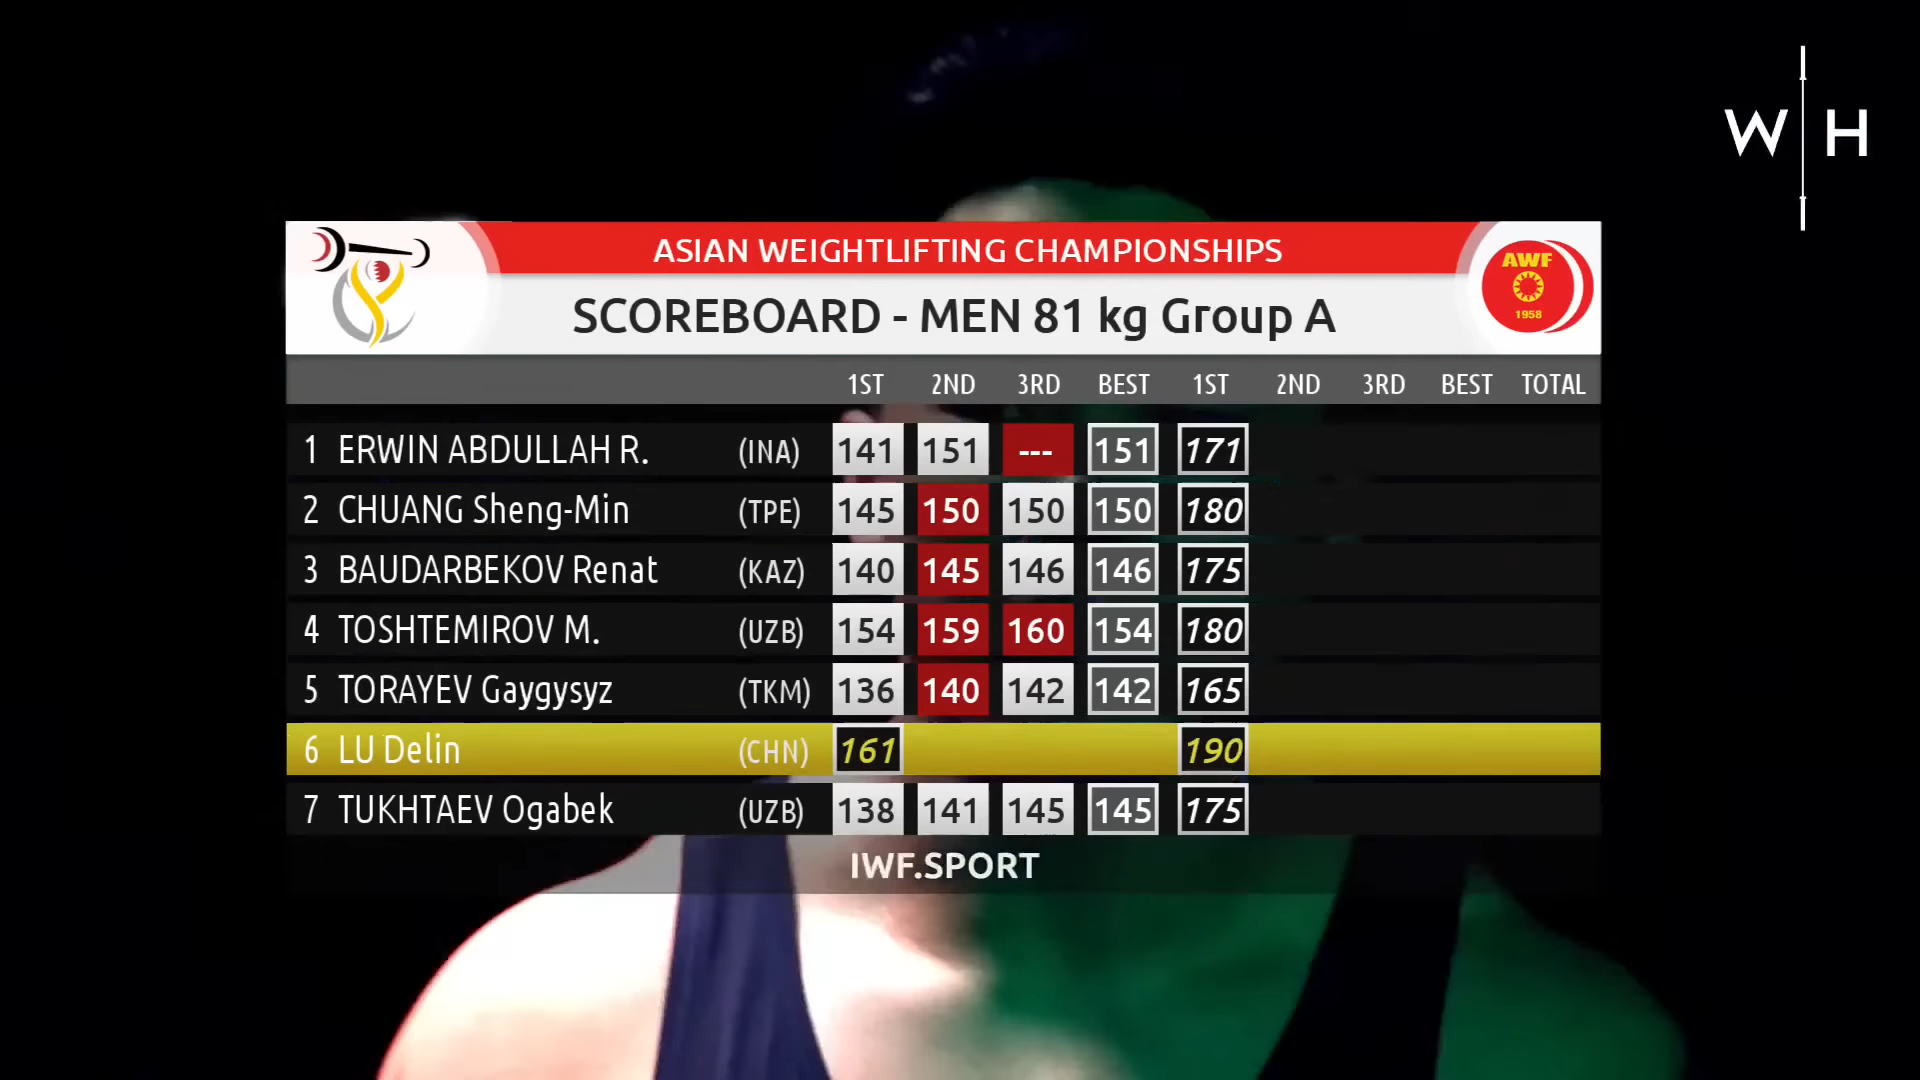 W H
ASIAN WEIGHTLIFTING CHAMPIONSHIPS
AWF
1958
SCOREBOARD - MEN 81 kg Group A
1ST 2ND 3RD BEST 1ST 2ND 3RD BEST TOTAL
1 ERWIN ABDULLAH R. (INA) 141 151 --- 151 171
2 CHUANG Sheng-Min (TPE) 145 150 150 150 180
3 BAUDARBEKOV Renat (KAZ) 140 145 146 146 175
4 TOSHTEMIROV M. (UZB) 154 159 160 154 180
5 TORAYEV Gaygysyz (TKM) 136 140 142 142 165
6 LU Delin (CHN) 161 190
7 TUKHTAEV Ogabek (UZB) 138 141 145 145 175
IWF.SPORT